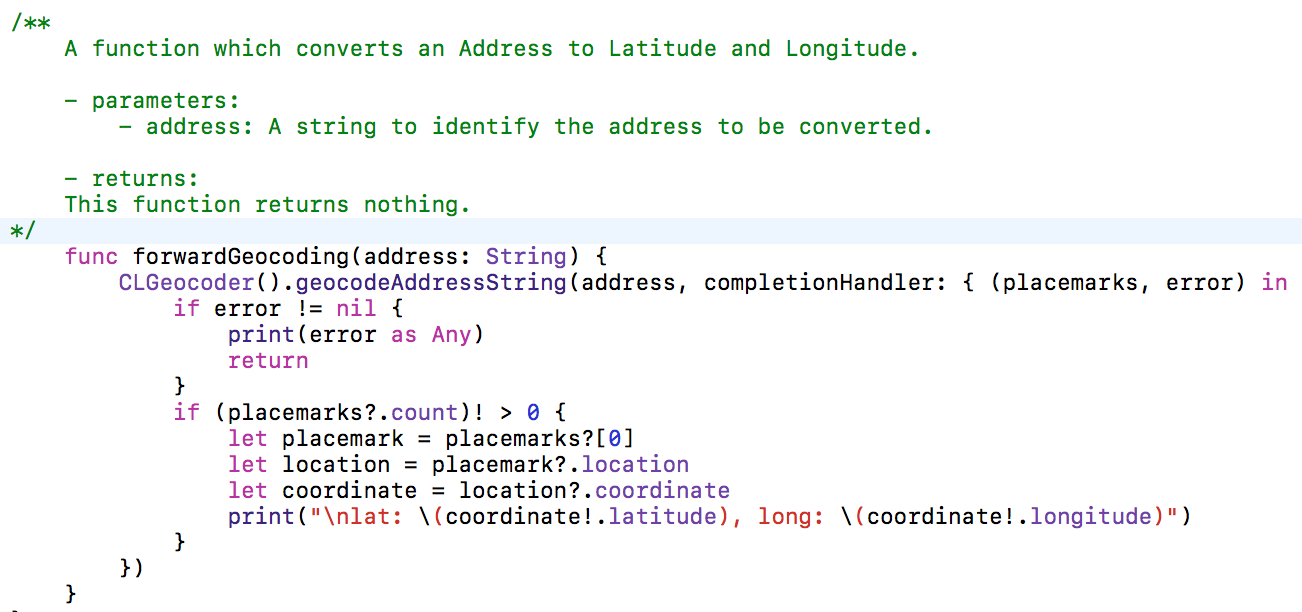 /**
    A function which converts an Address to Latitude and Longitude.

    - parameters:
        - address: A string to identify the address to be converted.

    - returns:
    This function returns nothing.
*/
    func forwardGeocoding(address: String) {
        CLGeocoder().geocodeAddressString(address, completionHandler: { (placemarks, error) in
            if error != nil {
                print(error as Any)
                return
            }
            if (placemarks?.count)! > 0 {
                let placemark = placemarks?[0]
                let location = placemark?.location
                let coordinate = location?.coordinate
                print("\nlat: \(coordinate!.latitude), long: \(coordinate!.longitude)")
            }
        })
    }